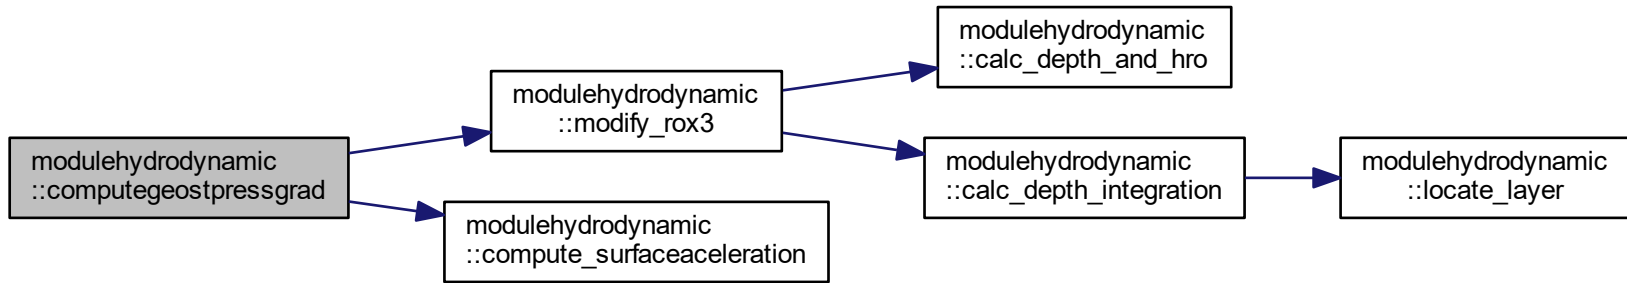 modulehydrodynamic
::computegeostpressgrad
modulehydrodynamic
::modify_rox3
modulehydrodynamic
::compute_surfaceaceleration
modulehydrodynamic
::calc_depth_and_hro
modulehydrodynamic
::calc_depth_integration
modulehydrodynamic
::locate_layer